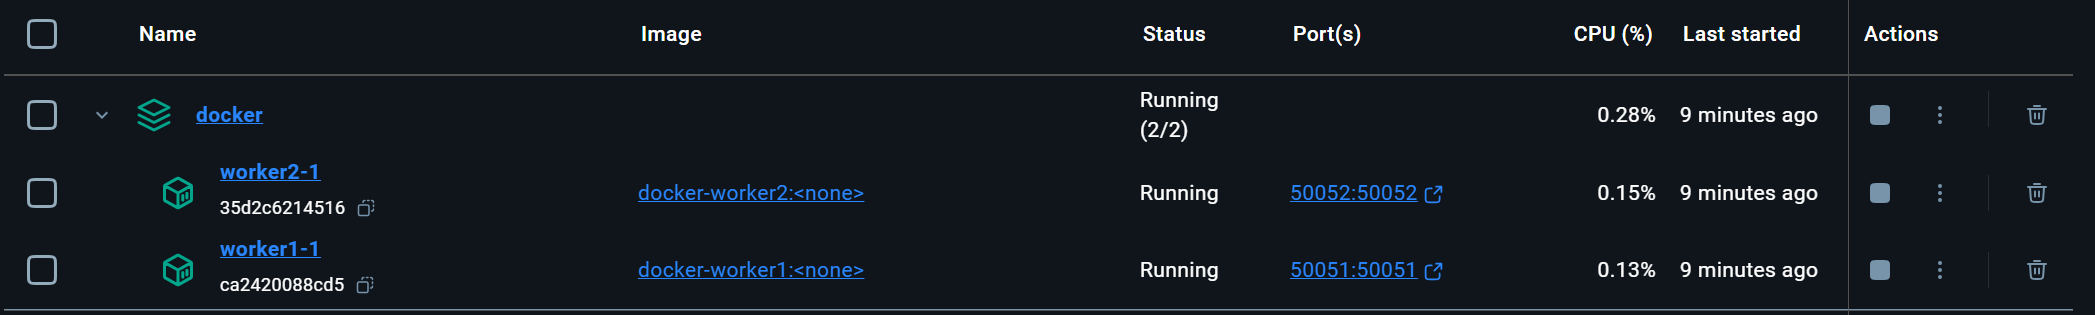 Name Image Status Port(s) CPU (%) Last started Actions
docker Running (2/2) 0.28% 9 minutes ago
worker2-1
35d2c6214516 docker-worker2:<none> Running 50052:50052 0.15% 9 minutes ago
worker1-1
ca2420088cd5 docker-worker1:<none> Running 50051:50051 0.13% 9 minutes ago